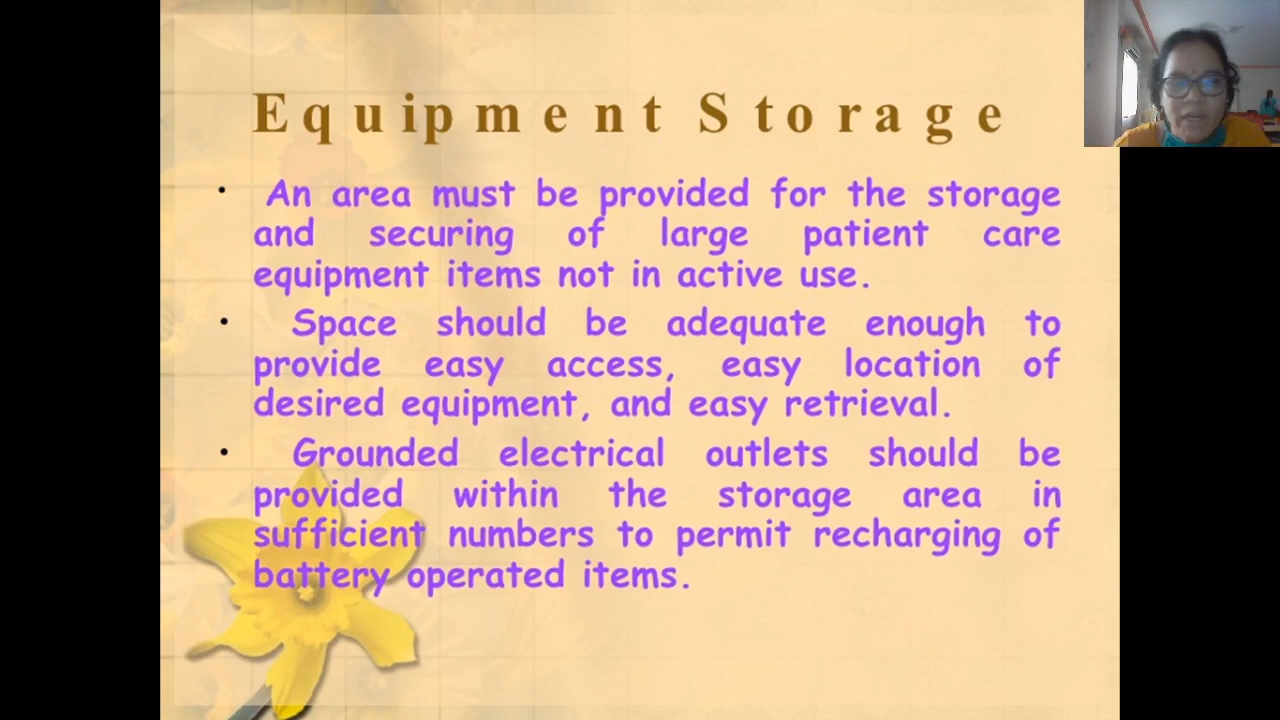 Equipment Storage
• An area must be provided for the storage
and securing of large patient care
equipment items not in active use.
• Space should be adequate enough to
provide easy access, easy location of
desired equipment, and easy retrieval.
• Grounded electrical outlets should be
provided within the storage area in
sufficient numbers to permit recharging of
battery operated items.